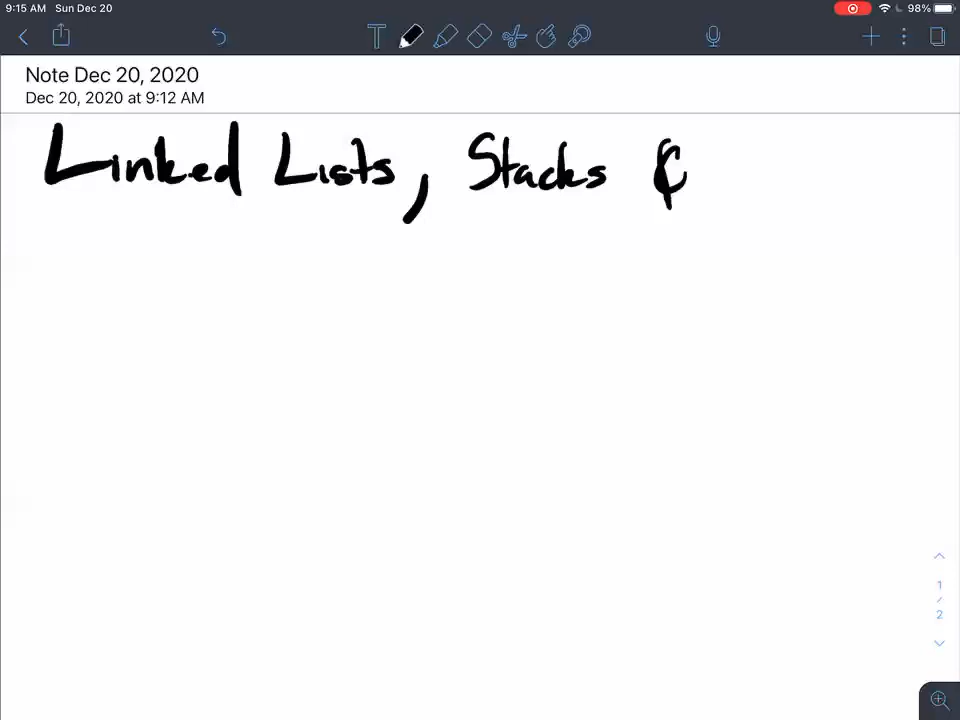 9:15 AM Sun Dec 20 98%
Note Dec 20, 2020
Dec 20, 2020 at 9:12 AM
Linked Lists, Stacks &
1
/
2